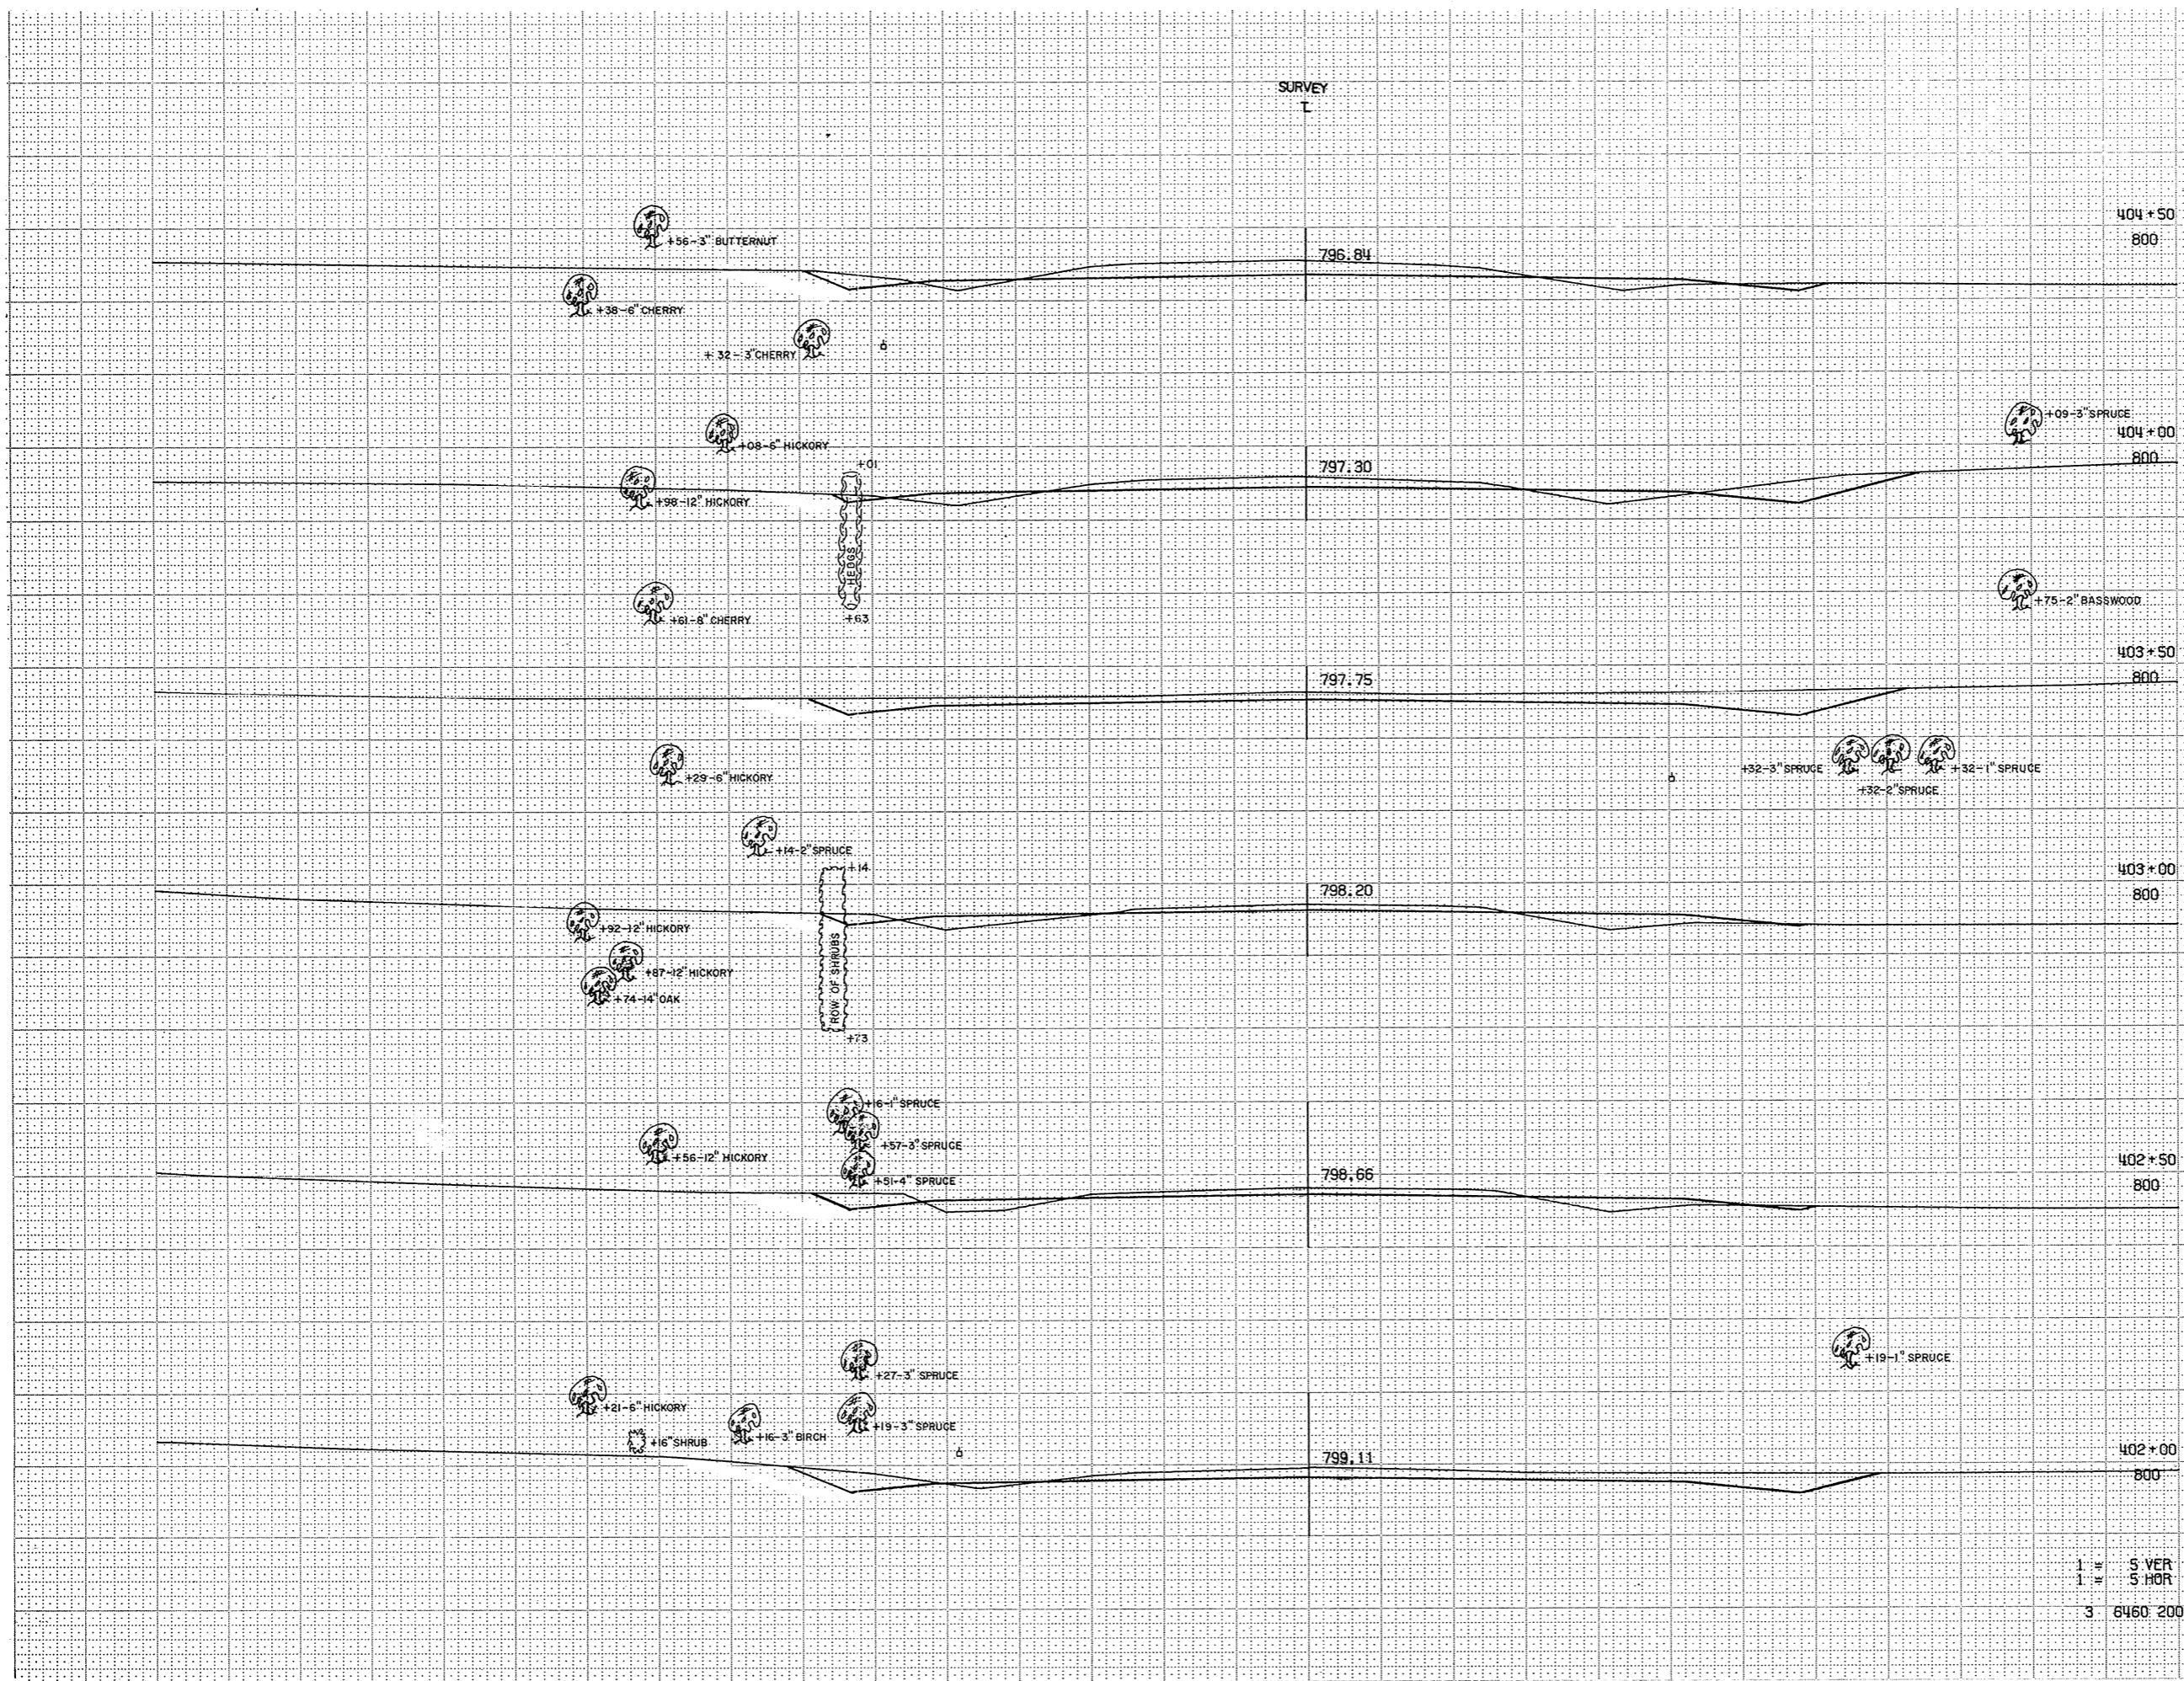 SURVEY
404+50
800
+56-3" BUTTERNUT
796.84
+38-6" CHERRY
+ 32-3" CHERRY
+09-3" SPRUCE
404+00
800
+08-6" HICKORY
+01
797.30
+98-12" HICKORY
HEDGS
+61-8" CHERRY
+63
+75-2" BASSWOOD
403+50
800
797.75
+29-6" HICKORY
+32-3" SPRUCE
+32-1" SPRUCE
+32-2" SPRUCE
+14-2" SPRUCE
+14
403+00
800
798.20
+92-12" HICKORY
ROW OF SHRUBS
+87-12" HICKORY
+74-14" OAK
+73
+16-1" SPRUCE
+57-3" SPRUCE
+56-12" HICKORY
402+50
800
798.66
+51-4" SPRUCE
+19-1" SPRUCE
+27-3" SPRUCE
+21-6" HICKORY
+19-3" SPRUCE
+16-3" BIRCH
+16" SHRUB
402+00
800
799.11
1 = 5 VER
1 = 5 HOR
3 6460 200